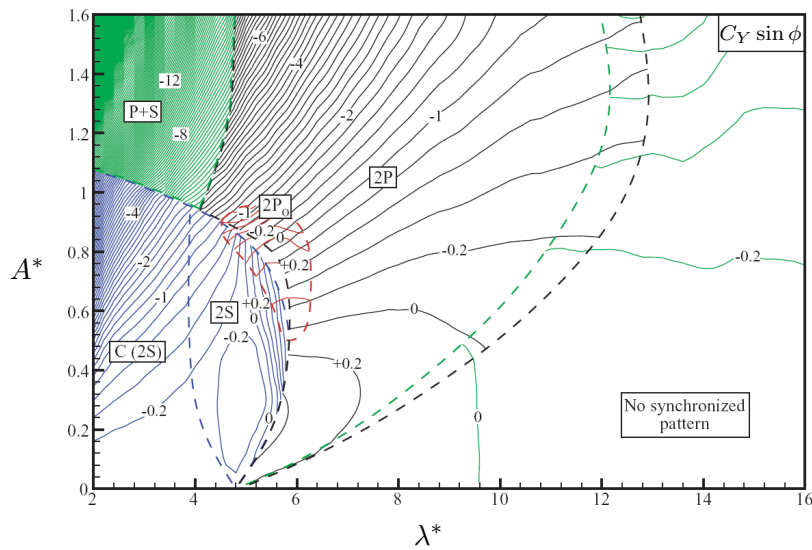 C_Y sin ϕ
1.6
1.4
1.2
1
0.8
0.6
0.4
0.2
0
A*
-6
-4
-2
-1
-12
P+S
-8
2P
2P_o
-1
-0.2
0
+0.2
-4
-2
-1
+0.2
0
2S
-0.2
C (2S)
-0.2
0
-0.2
-0.2
0
+0.2
0
No synchronized
pattern
2 4 6 8 10 12 14 16
λ*